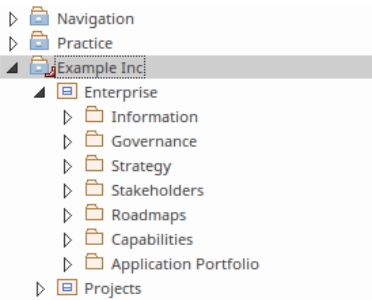 Navigation
Practice
Example Inc
Enterprise
Information
Governance
Strategy
Stakeholders
Roadmaps
Capabilities
Application Portfolio
Projects